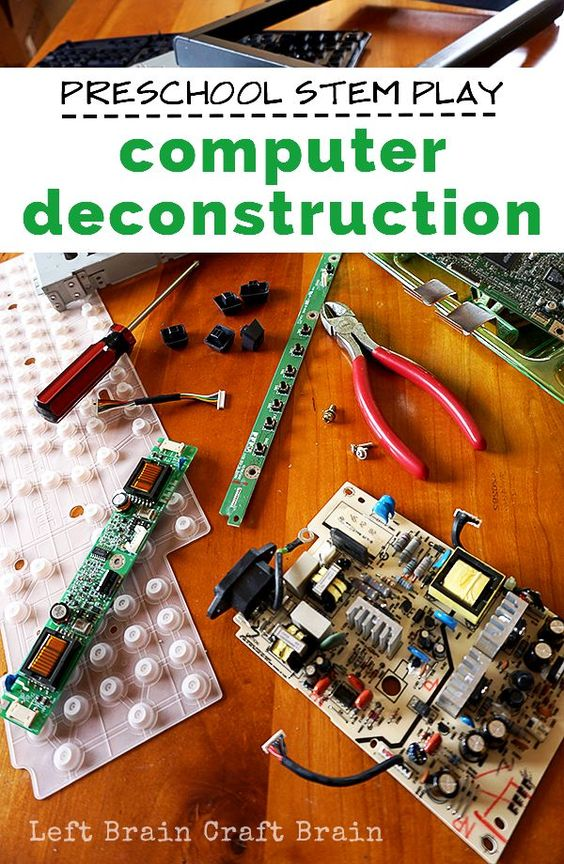 PRESCHOOL STEM PLAY
computer
deconstruction
Left Brain Craft Brain